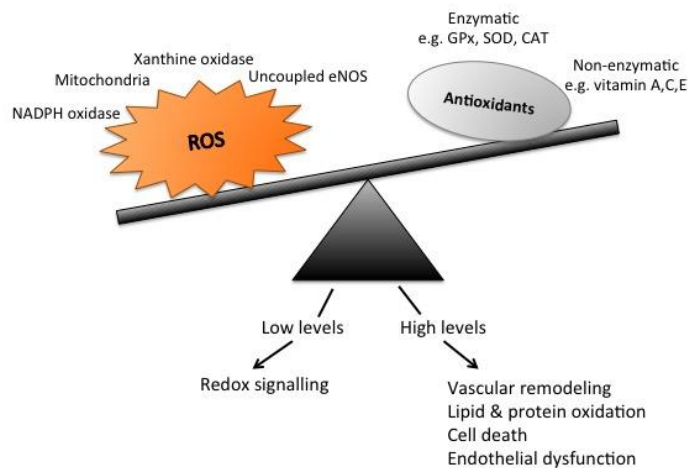 Enzymatic
e.g. GPx, SOD, CAT
Xanthine oxidase
Mitochondria
Uncoupled eNOS
NADPH oxidase
Non-enzymatic
e.g. vitamin A,C,E
ROS
Antioxidants
Low levels
High levels
Redox signalling
Vascular remodeling
Lipid & protein oxidation
Cell death
Endothelial dysfunction